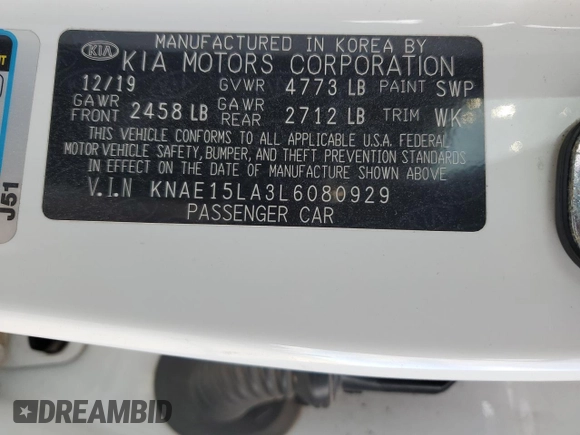 MANUFACTURED IN KOREA BY
KIA KIA MOTORS CORPORATION
12/19 GVWR 4773 LB PAINT SWP
GAWR FRONT 2458 LB GAWR REAR 2712 LB TRIM WK
THIS VEHICLE CONFORMS TO ALL APPLICABLE U.S.A. FEDERAL
MOTOR VEHICLE SAFETY, BUMPER, AND THEFT PREVENTION STANDARDS
IN EFFECT ON THE DATE OF MANUFACTURE SHOWN ABOVE
V.I.N KNAE15LA3L6080929
PASSENGER CAR
J51
DREAMBID